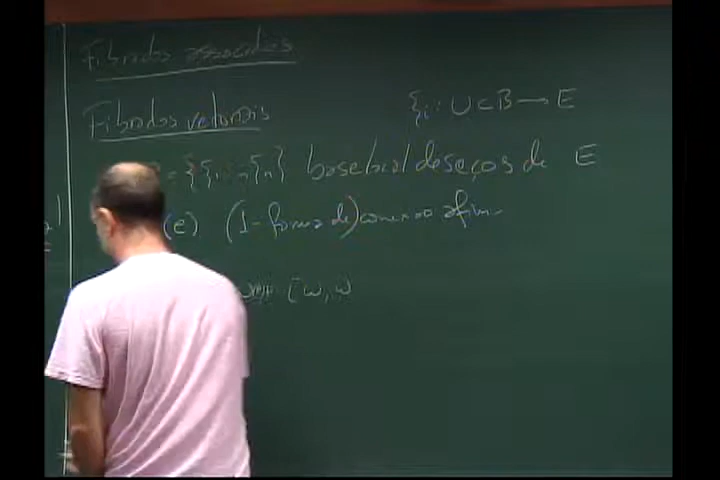 Fibrados associados
Fibrados vetoriais
ξi: U⊂B → E
= {ξ1, ..., ξn} base local de seções de E
(e) (1-forma de) conexão afim
[ω, ω